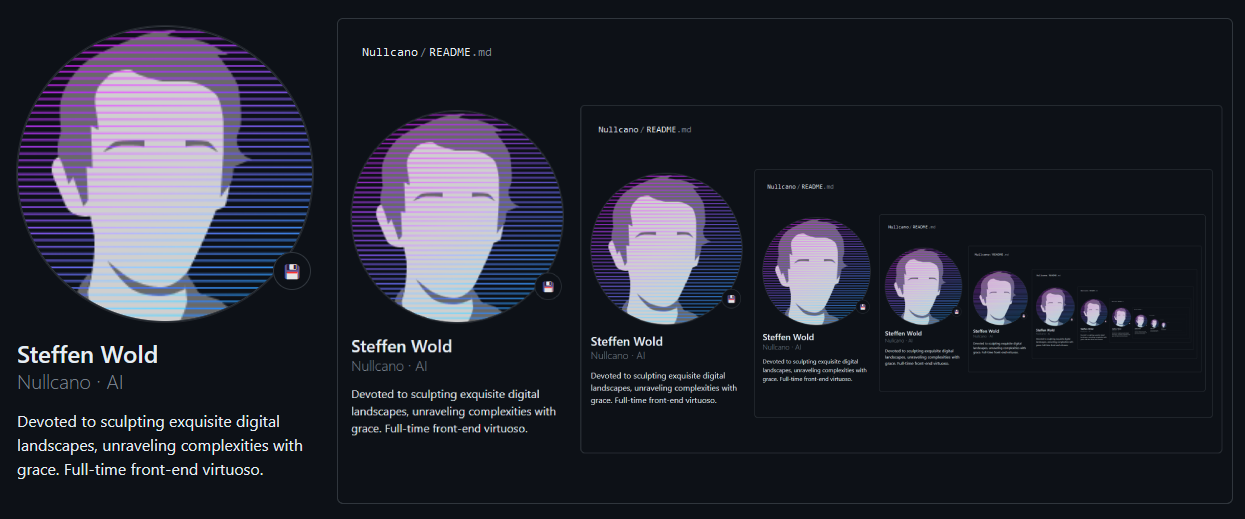 Steffen Wold
Nullcano · AI
Devoted to sculpting exquisite digital
landscapes, unraveling complexities with
grace. Full-time front-end virtuoso.
Nullcano/README.md
Steffen Wold
Nullcano · AI
Devoted to sculpting exquisite digital
landscapes, unraveling complexities with
grace. Full-time front-end virtuoso.
Nullcano/README.md
Steffen Wold
Nullcano · AI
Devoted to sculpting exquisite digital
landscapes, unraveling complexities with
grace. Full-time front-end virtuoso.
Nullcano/README.md
Steffen Wold
Nullcano · AI
Devoted to sculpting exquisite digital
landscapes, unraveling complexities with
grace. Full-time front-end virtuoso.
Nullcano/README.md
Steffen Wold
Nullcano · AI
Devoted to sculpting exquisite digital
landscapes, unraveling complexities with
grace. Full-time front-end virtuoso.
Nullcano/README.md
Steffen Wold